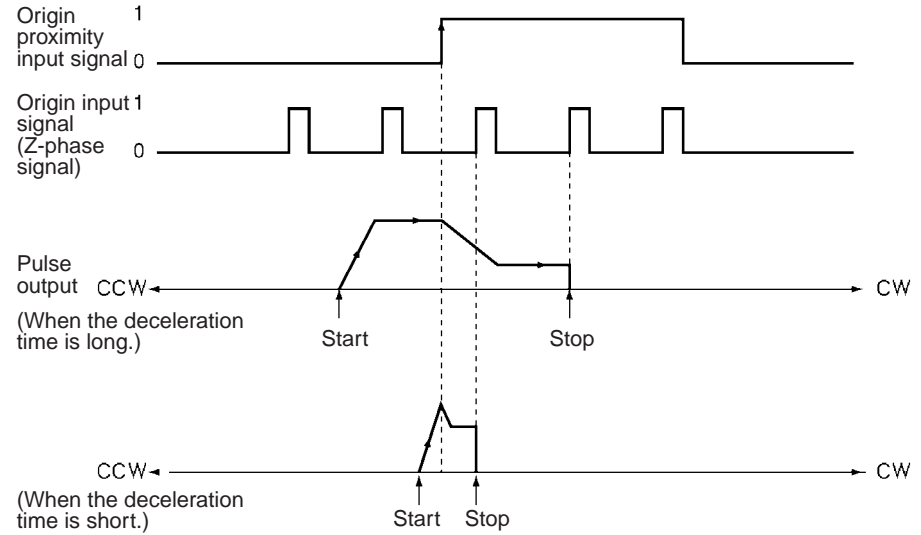 Origin 1
proximity
input signal 0
Origin input 1
signal
(Z-phase 0
signal)
Pulse
output CCW CW
(When the deceleration
time is long.)
Start Stop
CCW CW
(When the deceleration
time is short.)
Start Stop